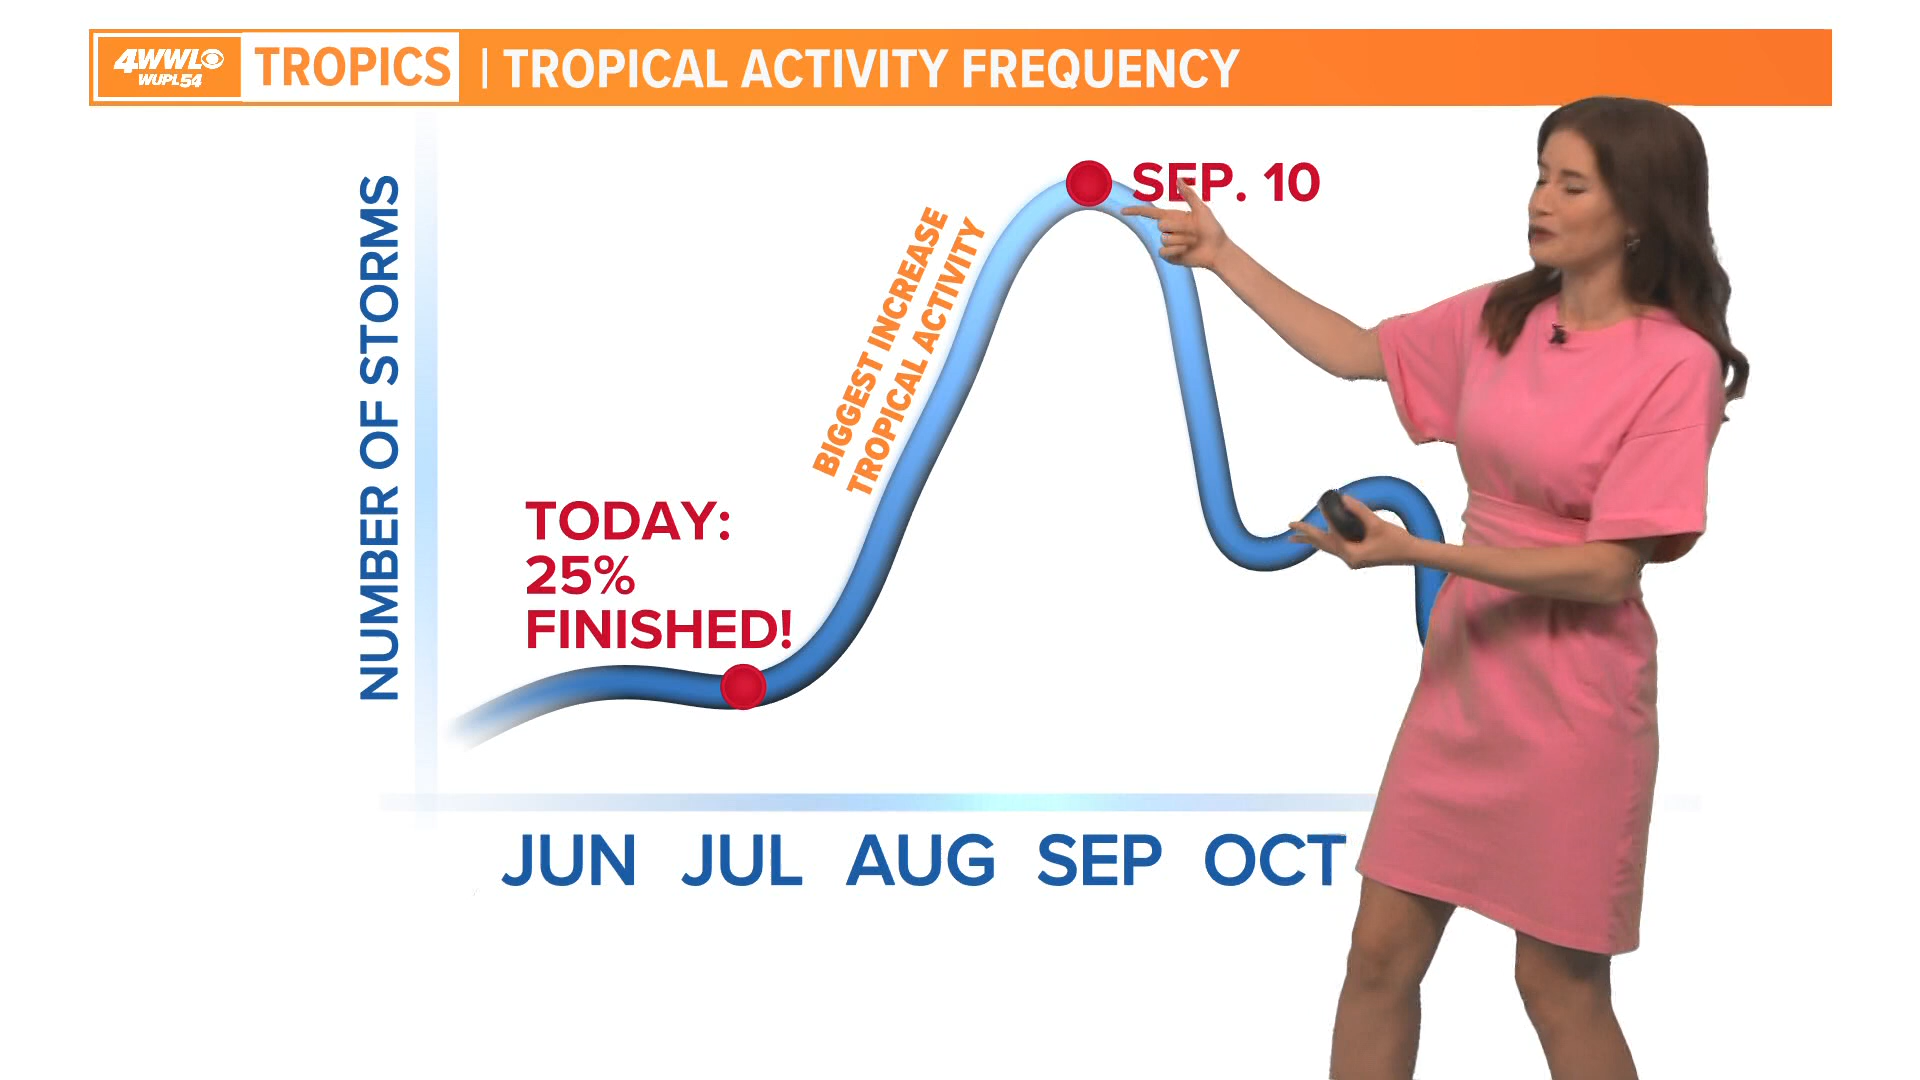 4WWL
WUPL54
TROPICS
| TROPICAL ACTIVITY FREQUENCY
NUMBER OF STORMS
SEP. 10
BIGGEST INCREASE
TROPICAL ACTIVITY
TODAY:
25%
FINISHED!
JUN JUL AUG SEP OCT